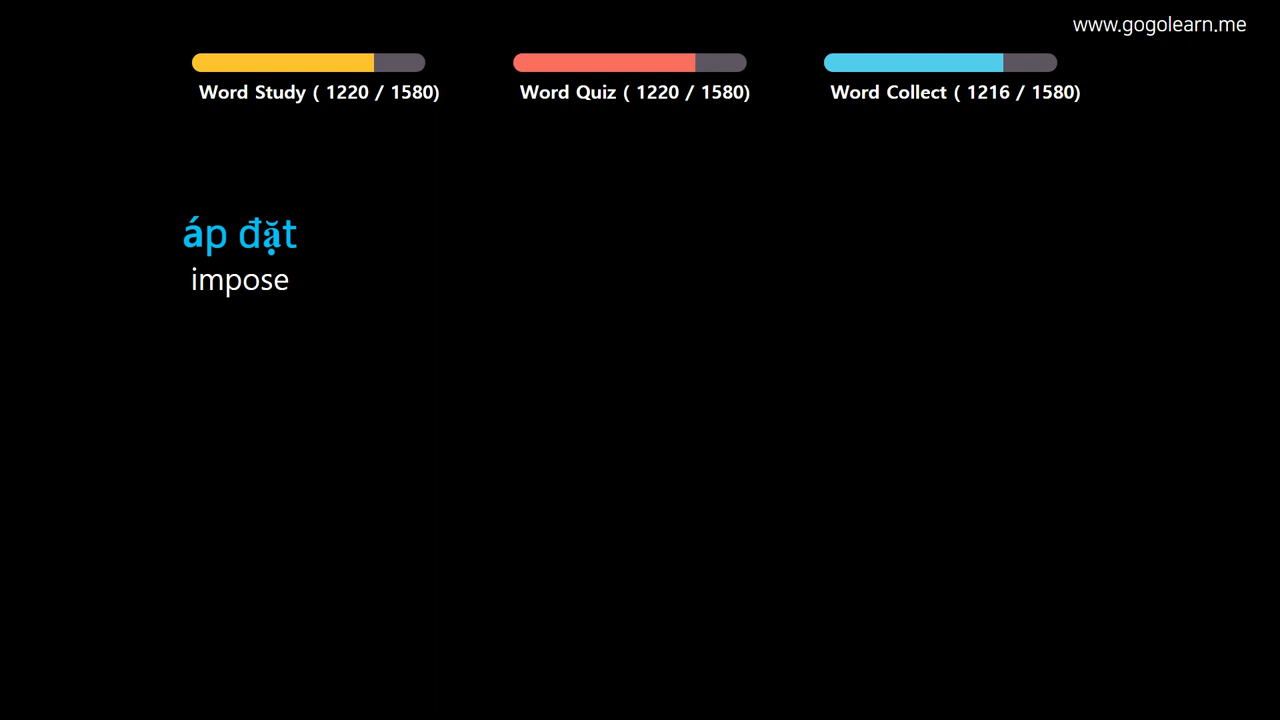 www.gogolearn.me
Word Study ( 1220 / 1580)
Word Quiz ( 1220 / 1580)
Word Collect ( 1216 / 1580)
áp đặt
impose